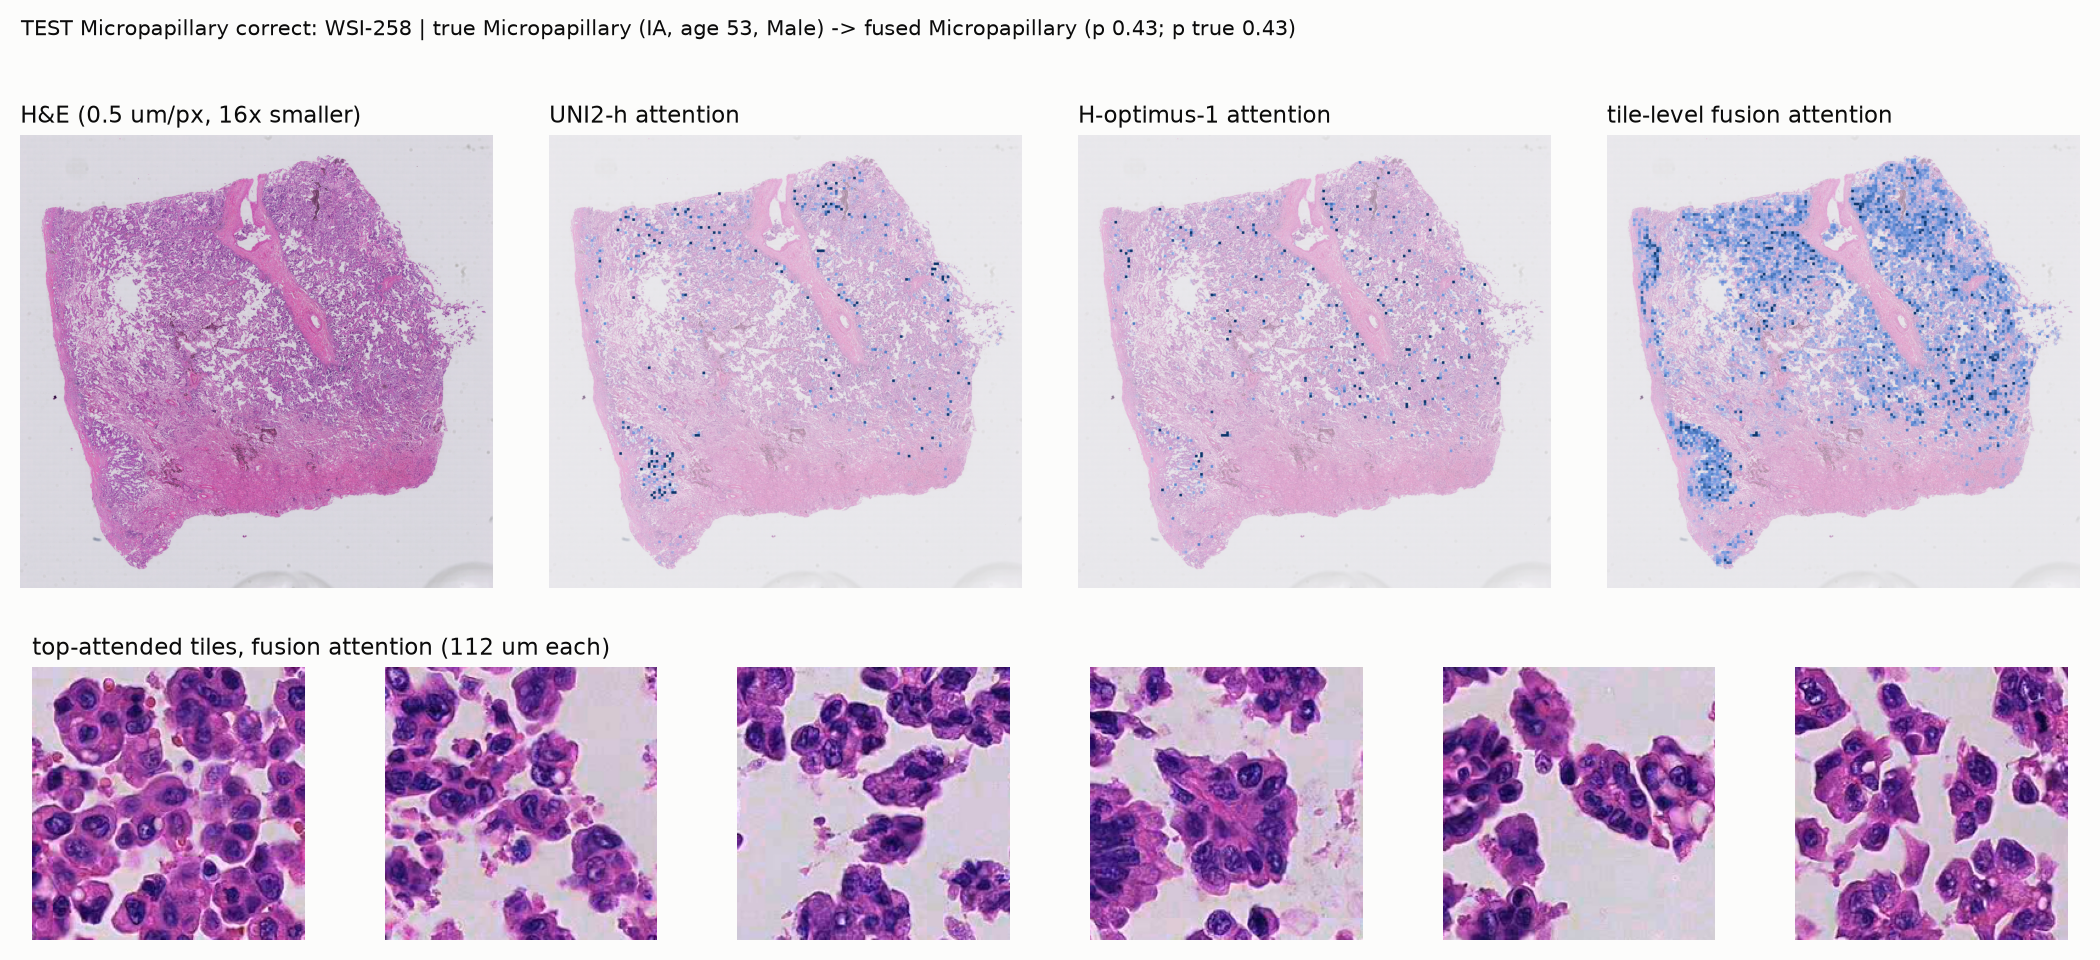 TEST Micropapillary correct: WSI-258 | true Micropapillary (IA, age 53, Male) -> fused Micropapillary (p 0.43; p true 0.43)
H&E (0.5 um/px, 16x smaller)
UNI2-h attention
H-optimus-1 attention
tile-level fusion attention
top-attended tiles, fusion attention (112 um each)